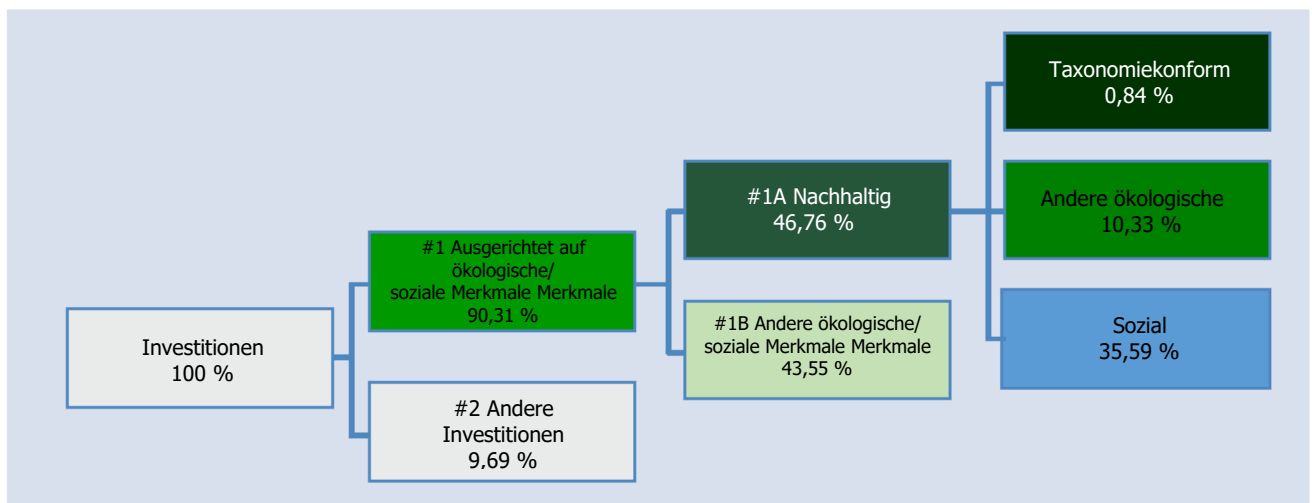 Investitionen
100 %
#1 Ausgerichtet auf
ökologische/
soziale Merkmale Merkmale
90,31 %
#2 Andere
Investitionen
9,69 %
#1A Nachhaltig
46,76 %
#1B Andere ökologische/
soziale Merkmale Merkmale
43,55 %
Taxonomiekonform
0,84 %
Andere ökologische
10,33 %
Sozial
35,59 %